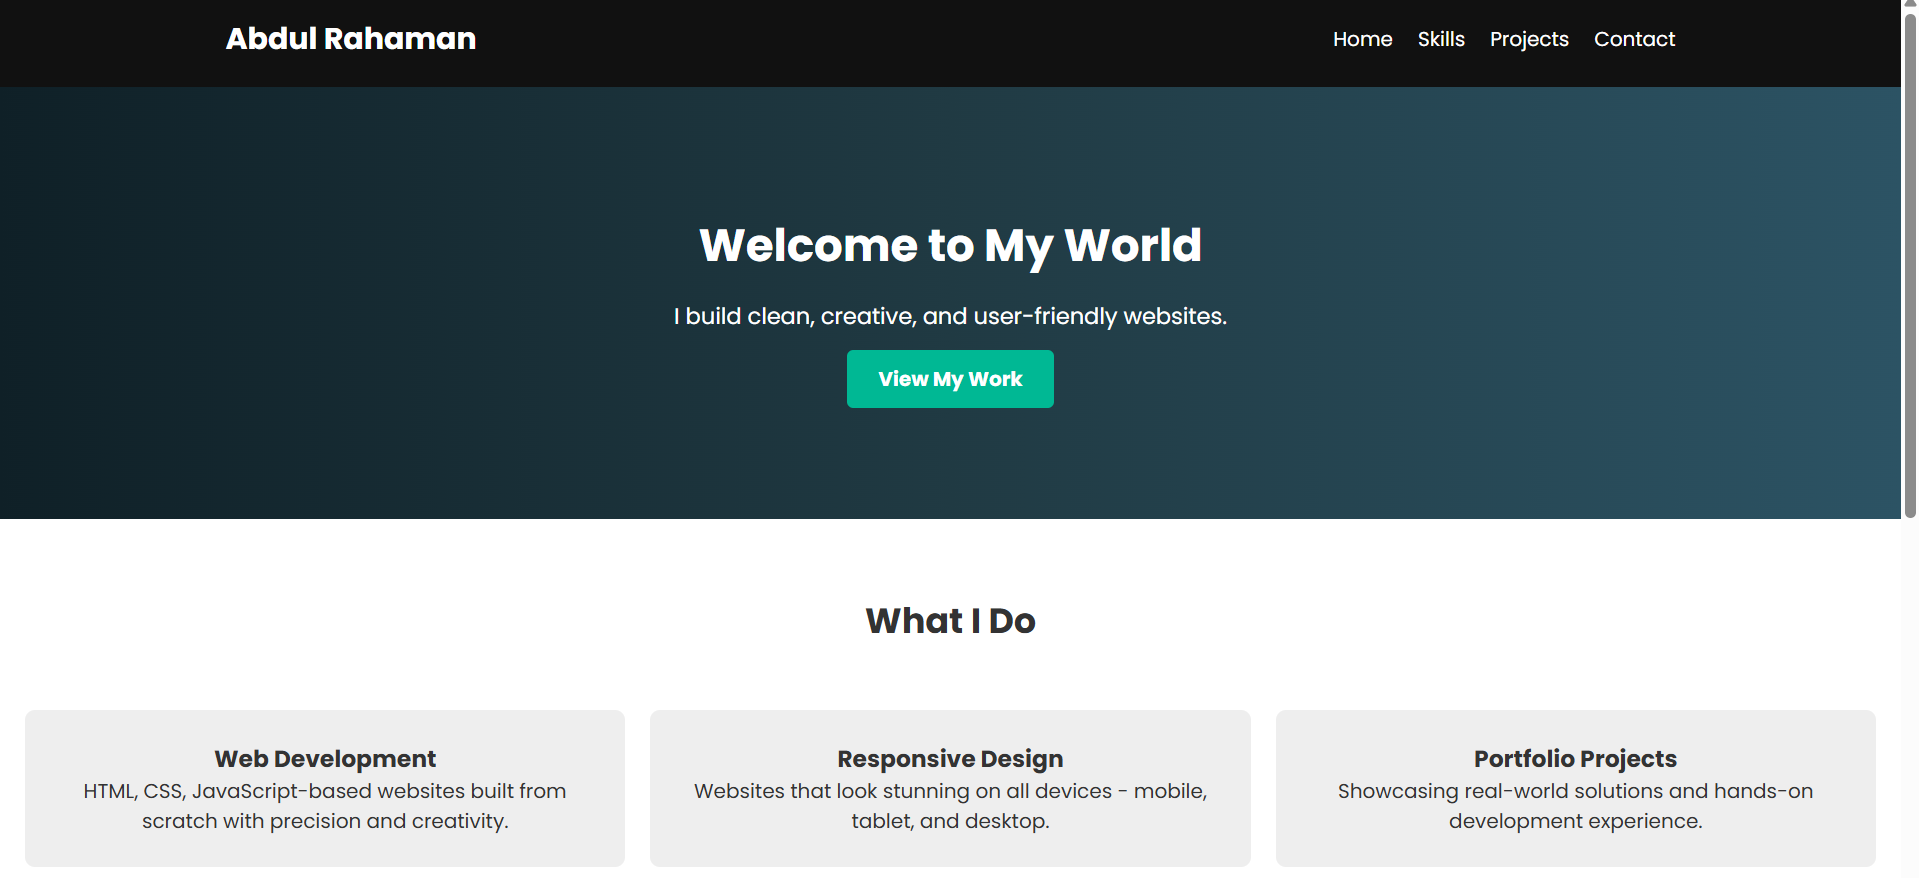 Abdul Rahaman
Home Skills Projects Contact
Welcome to My World
I build clean, creative, and user-friendly websites.
View My Work
What I Do
Web Development
HTML, CSS, JavaScript-based websites built from
scratch with precision and creativity.
Responsive Design
Websites that look stunning on all devices - mobile,
tablet, and desktop.
Portfolio Projects
Showcasing real-world solutions and hands-on
development experience.